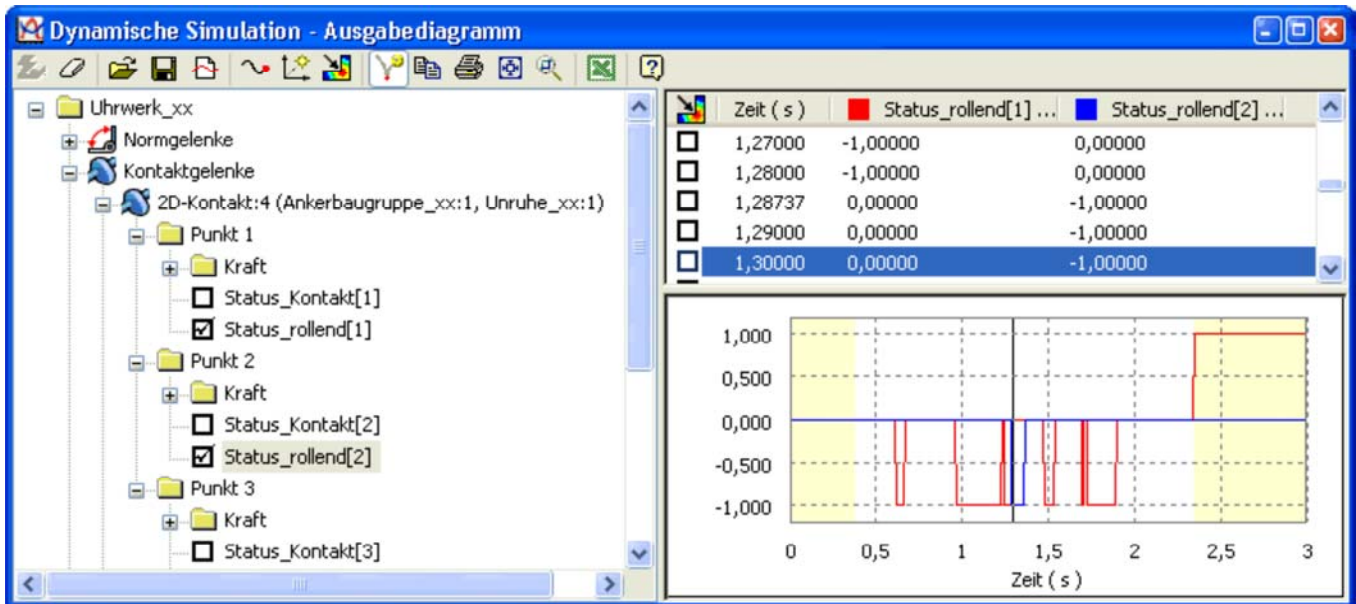 Dynamische Simulation - Ausgabediagramm
Uhrwerk_xx
Normgelenke
Kontaktgelenke
2D-Kontakt:4 (Ankerbaugruppe_xx:1, Unruhe_xx:1)
Punkt 1
Kraft
Status_Kontakt[1]
Status_rollend[1]
Punkt 2
Kraft
Status_Kontakt[2]
Status_rollend[2]
Punkt 3
Kraft
Status_Kontakt[3]
Zeit ( s ) Status_rollend[1] ... Status_rollend[2] ...
1,27000 -1,00000 0,00000
1,28000 -1,00000 0,00000
1,28737 0,00000 -1,00000
1,29000 0,00000 -1,00000
1,30000 0,00000 -1,00000
1,000
0,500
0,000
-0,500
-1,000
0 0,5 1 1,5 2 2,5 3
Zeit ( s )